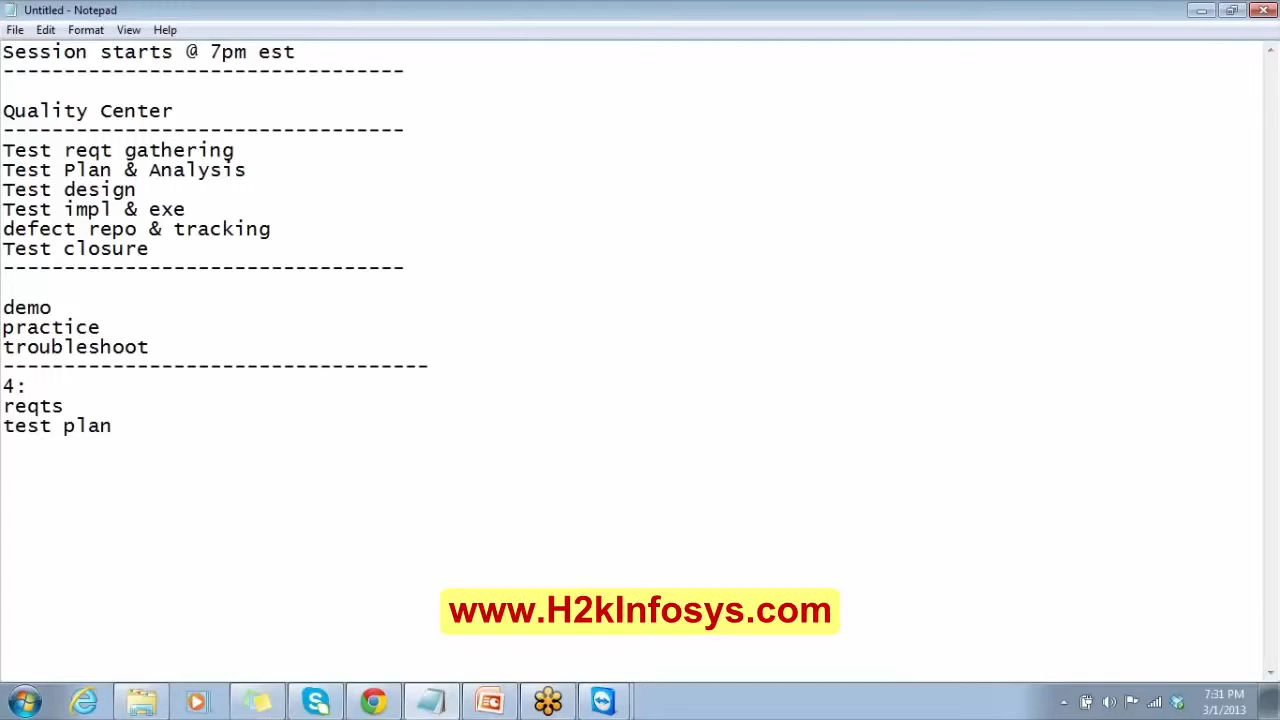 Untitled - Notepad
File Edit Format View Help
Session starts @ 7pm est
---------------------------------
Quality Center
---------------------------------
Test reqt gathering
Test Plan & Analysis
Test design
Test impl & exe
defect repo & tracking
Test closure
---------------------------------
demo
practice
troubleshoot
-----------------------------------
4:
reqts
test plan
www.H2kInfosys.com
7:31 PM
3/1/2013